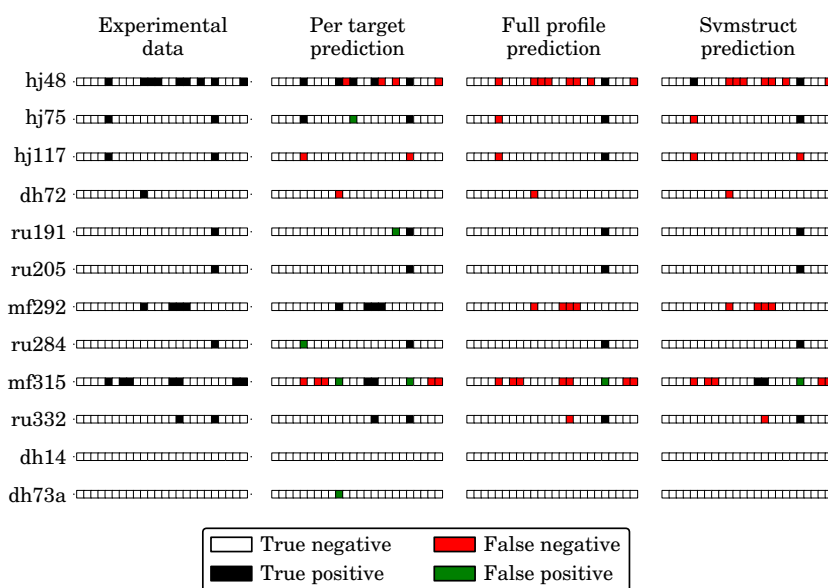 Experimental data
Per target prediction
Full profile prediction
Svmstruct prediction
hj48
hj75
hj117
dh72
ru191
ru205
mf292
ru284
mf315
ru332
dh14
dh73a
True negative
False negative
True positive
False positive